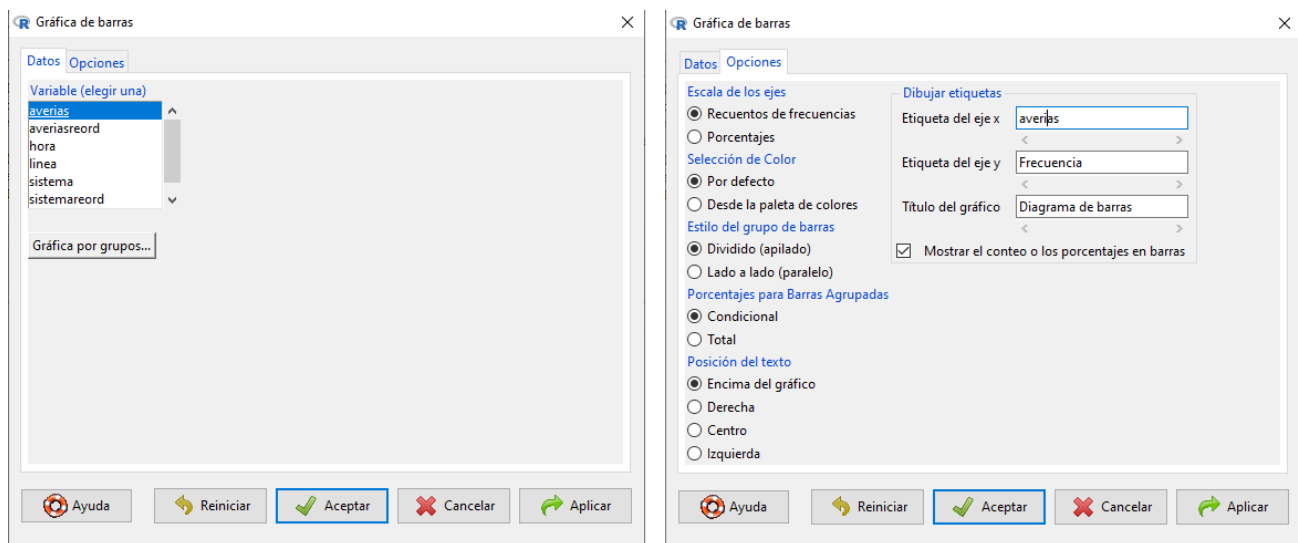 Gráfica de barras
Datos Opciones
Variable (elegir una)
averias
averiasreord
hora
linea
sistema
sistemareord
Gráfica por grupos...
Ayuda Reiniciar Aceptar Cancelar Aplicar
Gráfica de barras
Datos Opciones
Escala de los ejes
Recuentos de frecuencias
Porcentajes
Selección de Color
Por defecto
Desde la paleta de colores
Estilo del grupo de barras
Dividido (apilado)
Lado a lado (paralelo)
Porcentajes para Barras Agrupadas
Condicional
Total
Posición del texto
Encima del gráfico
Derecha
Centro
Izquierda
Dibujar etiquetas
Etiqueta del eje x averias
Etiqueta del eje y Frecuencia
Título del gráfico Diagrama de barras
Mostrar el conteo o los porcentajes en barras
Ayuda Reiniciar Aceptar Cancelar Aplicar